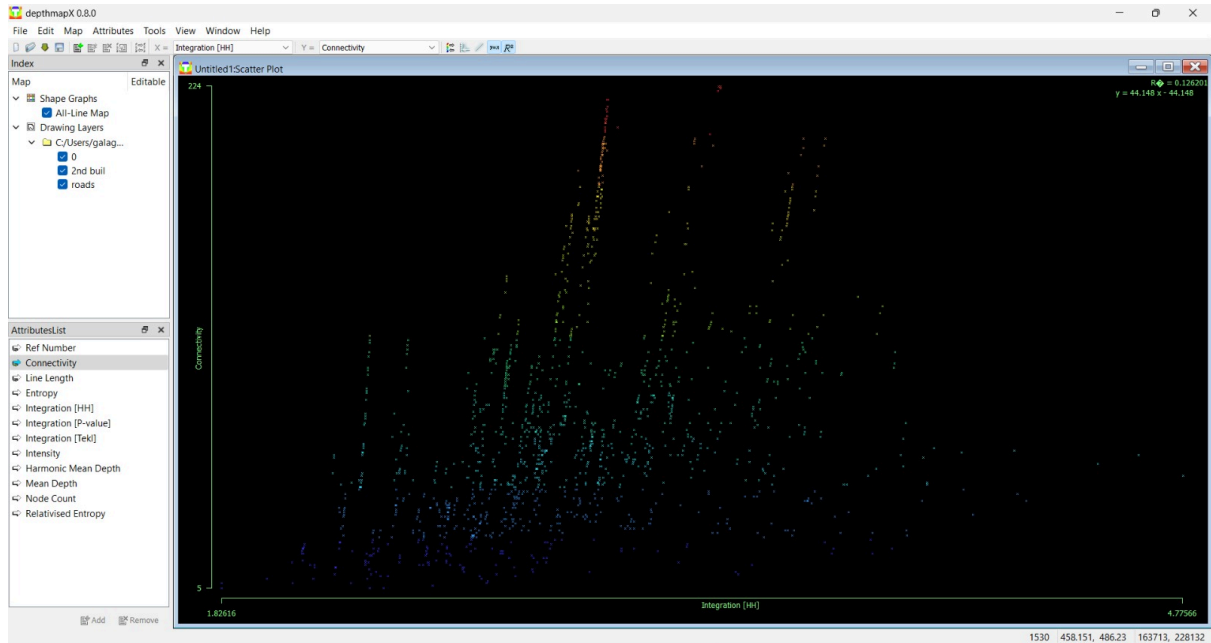 depthmapX 0.8.0
File Edit Map Attributes Tools View Window Help
X = Integration [HH] Y = Connectivity y=x R²
Index
Map Editable
Shape Graphs
All-Line Map
Drawing Layers
C:/Users/galag...
0
2nd buil
roads
AttributesList
Ref Number
Connectivity
Line Length
Entropy
Integration [HH]
Integration [P-value]
Integration [Tekl]
Intensity
Harmonic Mean Depth
Mean Depth
Node Count
Relativised Entropy
Add Remove
Untitled1:Scatter Plot
224
R� = 0.126201
y = 44.148 x - 44.148
Connectivity
5
Integration [HH]
1.82616 4.77566
1530 458.151, 486.23 163713, 228132